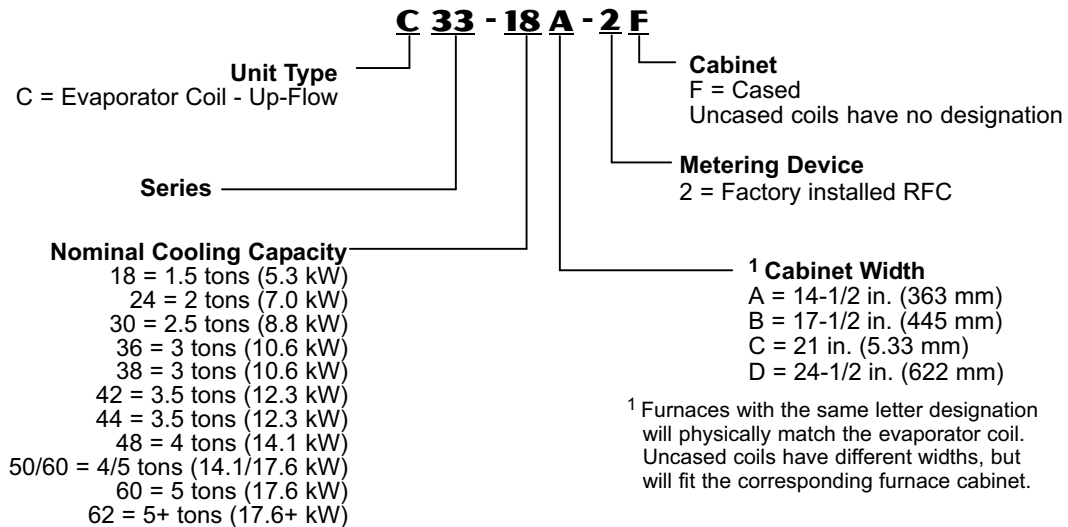 C 33 - 18 A - 2 F
Unit Type
C = Evaporator Coil - Up-Flow
Series
Nominal Cooling Capacity
18 = 1.5 tons (5.3 kW)
24 = 2 tons (7.0 kW)
30 = 2.5 tons (8.8 kW)
36 = 3 tons (10.6 kW)
38 = 3 tons (10.6 kW)
42 = 3.5 tons (12.3 kW)
44 = 3.5 tons (12.3 kW)
48 = 4 tons (14.1 kW)
50/60 = 4/5 tons (14.1/17.6 kW)
60 = 5 tons (17.6 kW)
62 = 5+ tons (17.6+ kW)
Cabinet
F = Cased
Uncased coils have no designation
Metering Device
2 = Factory installed RFC
1 Cabinet Width
A = 14-1/2 in. (363 mm)
B = 17-1/2 in. (445 mm)
C = 21 in. (5.33 mm)
D = 24-1/2 in. (622 mm)
1 Furnaces with the same letter designation
will physically match the evaporator coil.
Uncased coils have different widths, but
will fit the corresponding furnace cabinet.